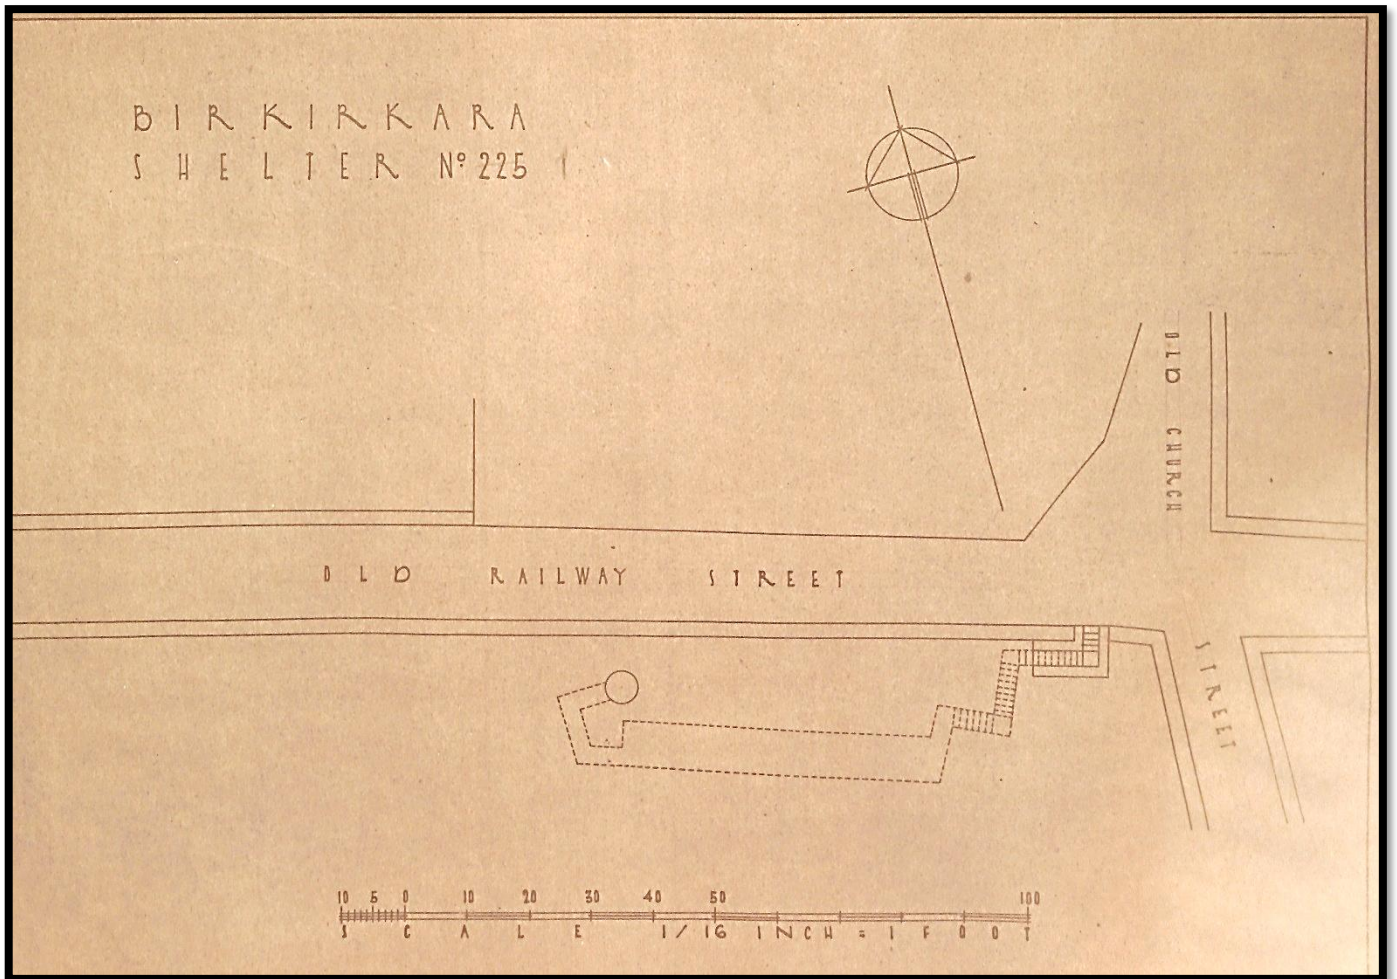 BIRKIRKARA
SHELTER Nº 225
OLD CHURCH STREET
OLD RAILWAY STREET
10 5 0 10 20 30 40 50 100
SCALE 1/16 INCH = 1 FOOT